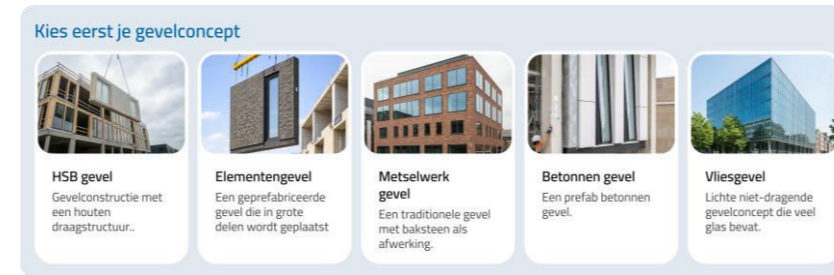 Kies eerst je gevelconcept
HSB gevel
Gevelconstructie met
een houten
draagstructuur..
Elementengevel
Een geprefabriceerde
gevel die in grote
delen wordt geplaatst
Metselwerk
gevel
Een traditionele gevel
met baksteen als
afwerking.
Betonnen gevel
Een prefab betonnen
gevel.
Vliesgevel
Lichte niet-dragende
gevelconcept die veel
glas bevat.